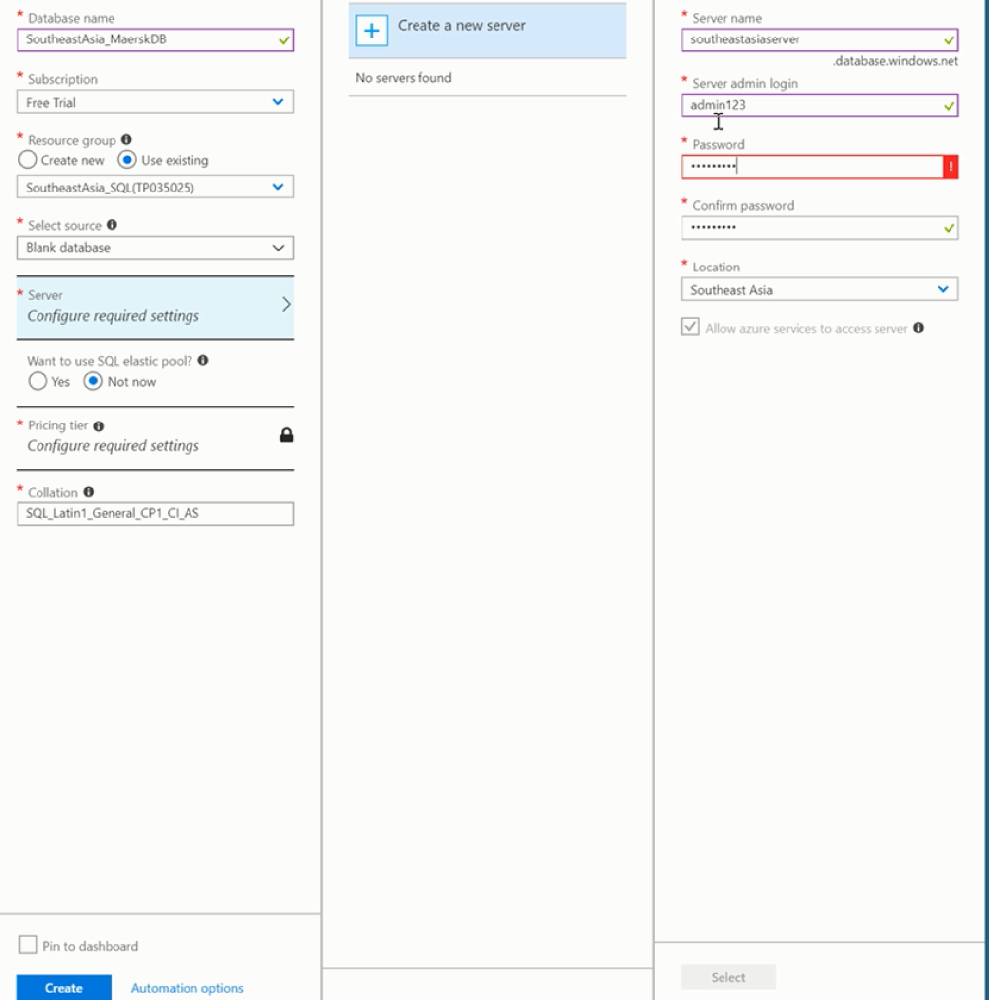 * Database name
SoutheastAsia_MaerskDB
* Subscription
Free Trial
* Resource group
Create new Use existing
SoutheastAsia_SQL(TP035025)
* Select source
Blank database
* Server
Configure required settings
Want to use SQL elastic pool?
Yes Not now
* Pricing tier
Configure required settings
* Collation
SQL_Latin1_General_CP1_CI_AS
Pin to dashboard
Create Automation options
Create a new server
No servers found
* Server name
southeastasiaserver
.database.windows.net
* Server admin login
admin123
* Password
•••••••••
* Confirm password
•••••••••
* Location
Southeast Asia
Allow azure services to access server
Select